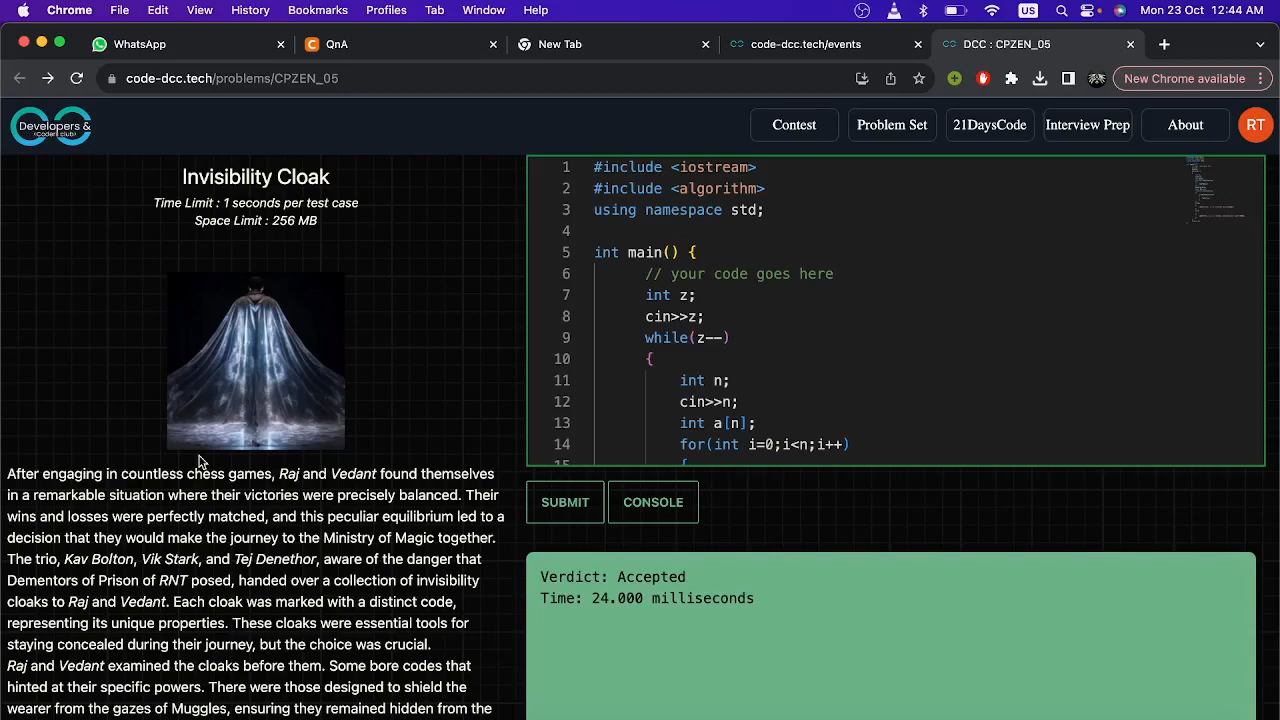 Chrome File Edit View History Bookmarks Profiles Tab Window Help US Mon 23 Oct 12:44 AM
WhatsApp QnA New Tab code-dcc.tech/events DCC : CPZEN_05
code-dcc.tech/problems/CPZEN_05 New Chrome available
Developers &
<Coders club/>
Contest Problem Set 21DaysCode Interview Prep About RT
Invisibility Cloak
Time Limit : 1 seconds per test case
Space Limit : 256 MB
After engaging in countless chess games, Raj and Vedant found themselves
in a remarkable situation where their victories were precisely balanced. Their
wins and losses were perfectly matched, and this peculiar equilibrium led to a
decision that they would make the journey to the Ministry of Magic together.
The trio, Kay Bolton, Vik Stark, and Tej Denethor, aware of the danger that
Dementors of Prison of RNT posed, handed over a collection of invisibility
cloaks to Raj and Vedant. Each cloak was marked with a distinct code,
representing its unique properties. These cloaks were essential tools for
staying concealed during their journey, but the choice was crucial.
Raj and Vedant examined the cloaks before them. Some bore codes that
hinted at their specific powers. There were those designed to shield the
wearer from the gazes of Muggles, ensuring they remained hidden from the
1 #include <iostream>
2 #include <algorithm>
3 using namespace std;
4
5 int main() {
6 // your code goes here
7 int z;
8 cin>>z;
9 while(z--)
10 {
11 int n;
12 cin>>n;
13 int a[n];
14 for(int i=0;i<n;i++)
15 {
SUBMIT CONSOLE
Verdict: Accepted
Time: 24.000 milliseconds